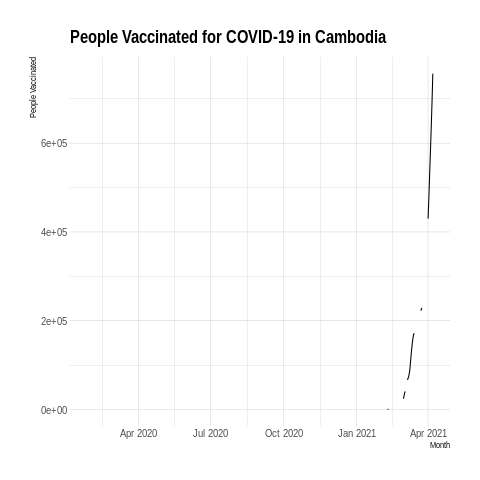 People Vaccinated for COVID-19 in Cambodia
People Vaccinated
6e+05
4e+05
2e+05
0e+00
Apr 2020 Jul 2020 Oct 2020 Jan 2021 Apr 2021
Month